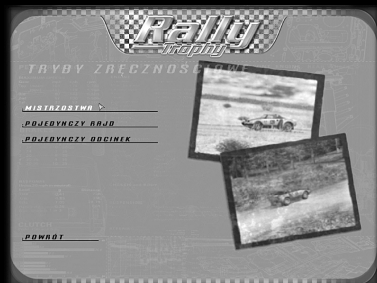 Rally
Trophy
TRYBY ZRĘCZNOŚCIOWE
MISTRZOSTWA
POJEDYNCZY RAJD
POJEDYNCZY ODCINEK
POWRÓT